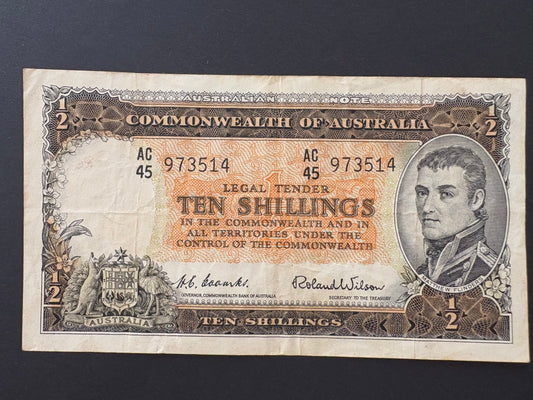 AUSTRALIAN NOTE
1/2 COMMONWEALTH OF AUSTRALIA 1/2
AC 45 973514 AC 45 973514
LEGAL TENDER
TEN SHILLINGS
IN THE COMMONWEALTH AND IN
ALL TERRITORIES UNDER THE
CONTROL OF THE COMMONWEALTH
H.C. Coombs. Roland Wilson
GOVERNOR, COMMONWEALTH BANK OF AUSTRALIA SECRETARY TO THE TREASURY
MATTHEW FLINDERS
1/2 AUSTRALIA TEN SHILLINGS 1/2